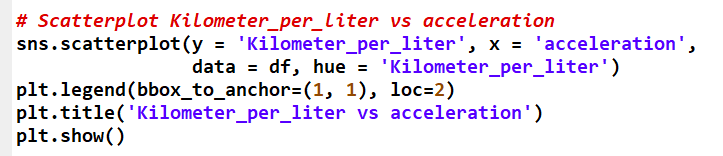 # Scatterplot Kilometer_per_liter vs acceleration
sns.scatterplot(y = 'Kilometer_per_liter', x = 'acceleration',
                data = df, hue = 'Kilometer_per_liter')
plt.legend(bbox_to_anchor=(1, 1), loc=2)
plt.title('Kilometer_per_liter vs acceleration')
plt.show()